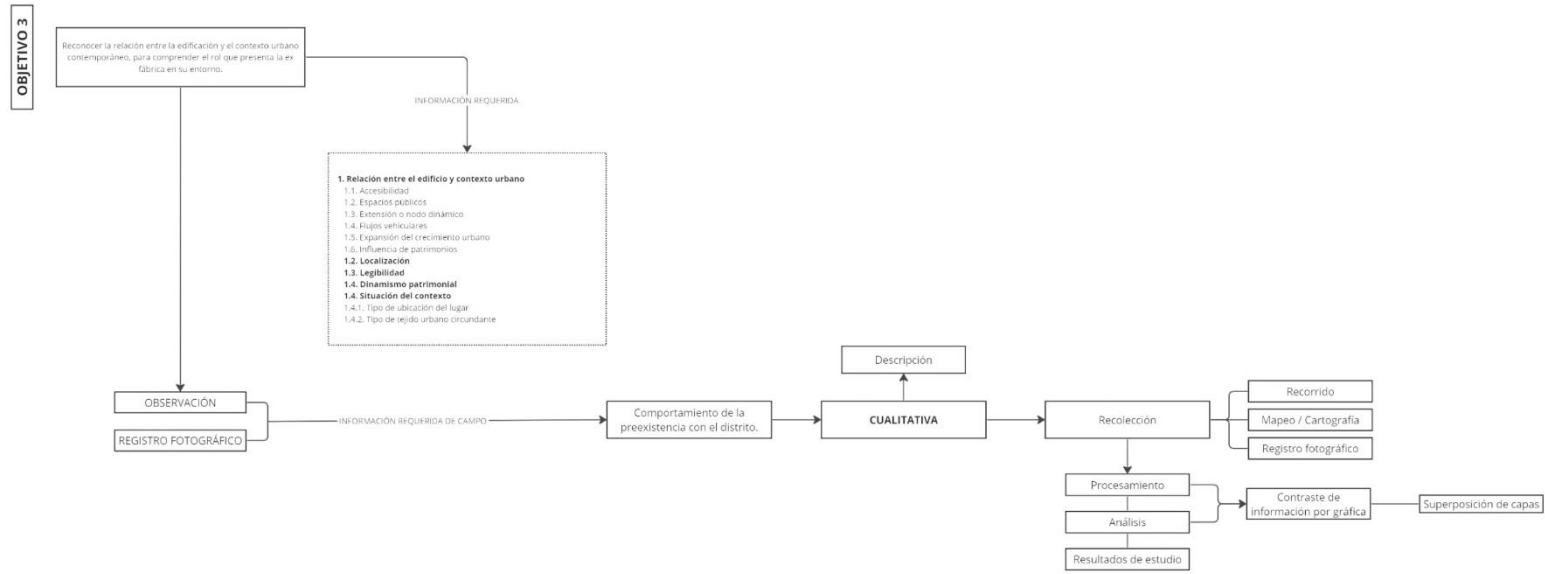 OBJETIVO 3
Reconocer la relación entre la edificación y el contexto urbano
contemporáneo, para comprender el rol que presenta la ex
fábrica en su entorno.
INFORMACIÓN REQUERIDA
1. Relación entre el edificio y contexto urbano
1.1. Accesibilidad
1.2. Espacios públicos
1.3. Extensión o nodo dinámico
1.4. Flujos vehiculares
1.5. Expansión del crecimiento urbano
1.6. Influencia de patrimonios
1.2. Localización
1.3. Legibilidad
1.4. Dinamismo patrimonial
1.4. Situación del contexto
1.4.1. Tipo de ubicación del lugar
1.4.2. Tipo de tejido urbano circundante
OBSERVACIÓN
REGISTRO FOTOGRÁFICO
INFORMACIÓN REQUERIDA DE CAMPO
Comportamiento de la
preexistencia con el distrito.
Descripción
CUALITATIVA
Recolección
Recorrido
Mapeo / Cartografía
Registro fotográfico
Procesamiento
Análisis
Resultados de estudio
Contraste de
información por gráfica
Superposición de capas